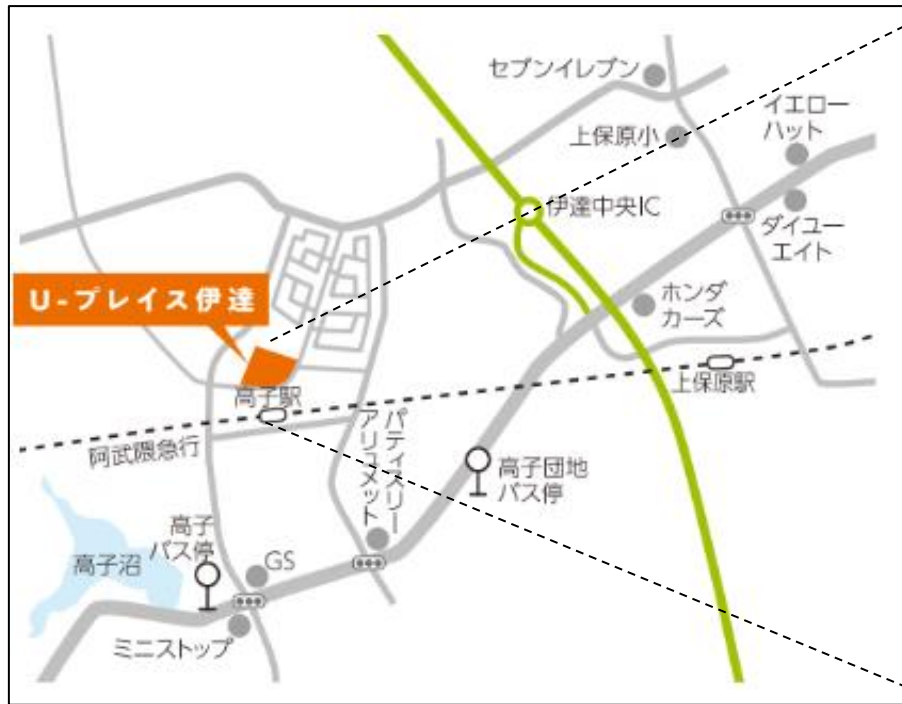 セブンイレブン
イエロー
ハット
上保原小
伊達中央IC
ダイユー
エイト
U-プレイス伊達
ホンダ
カーズ
上保原駅
高子駅
阿武隈急行
パティスリー
アリュメット
高子団地
バス停
高子
バス停
高子沼
GS
ミニストップ